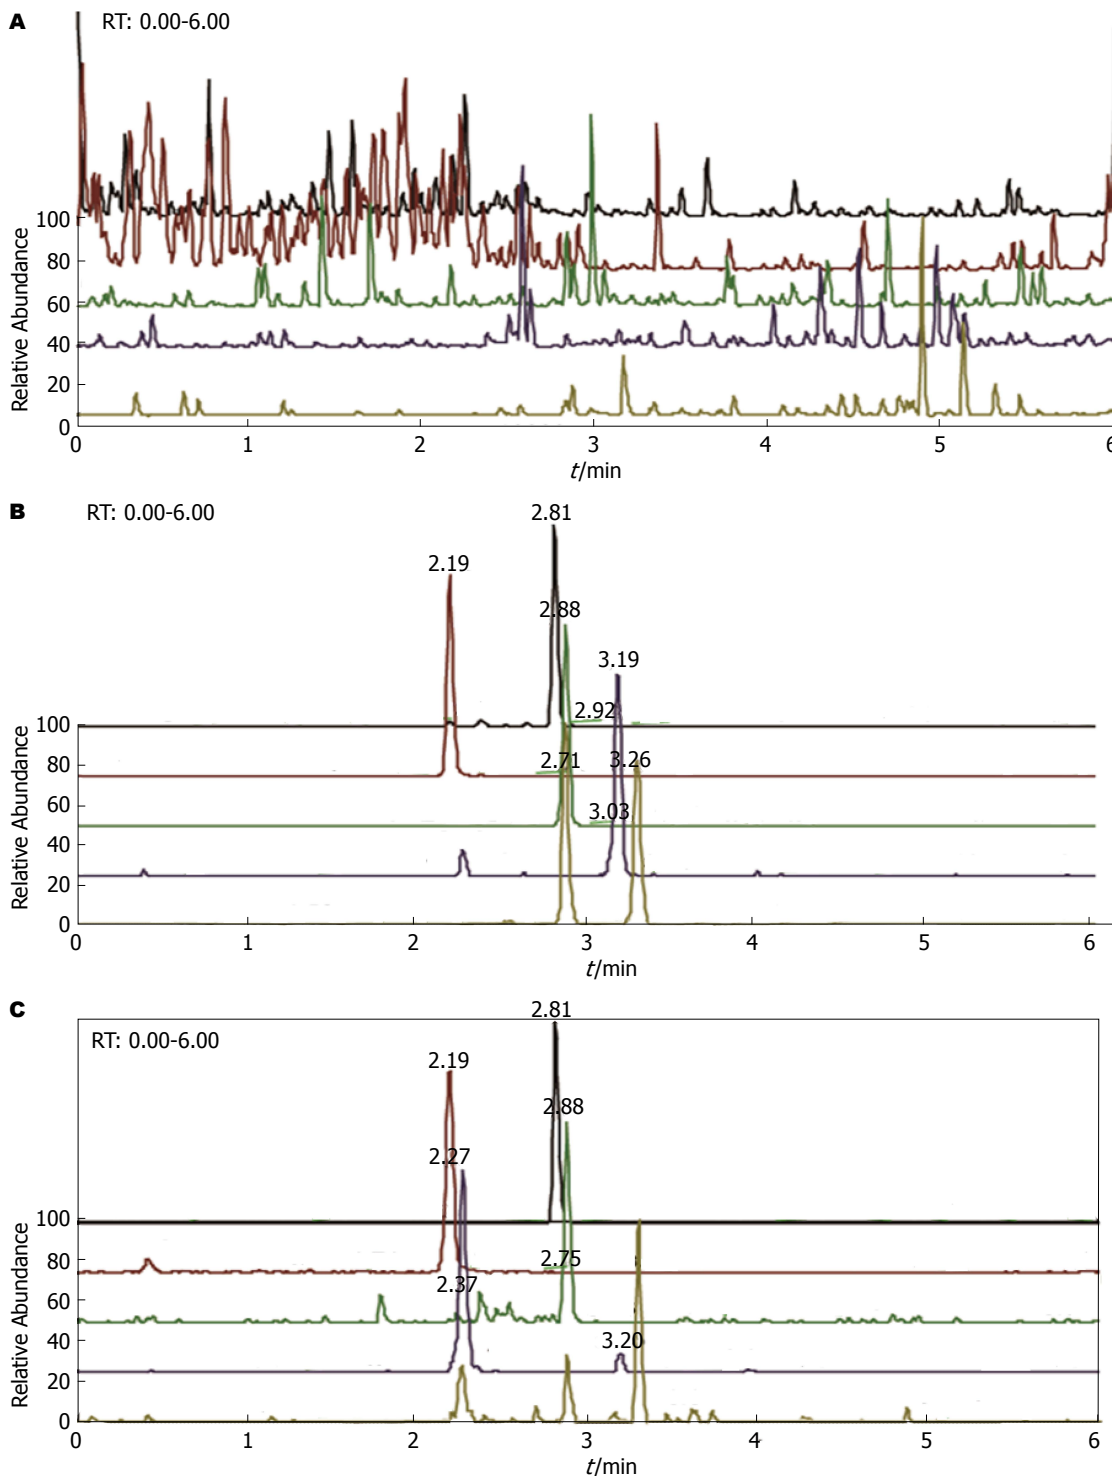 A
RT: 0.00-6.00
100
80
60
40
20
0
Relative Abundance
0 1 2 3 4 5 6
t/min
B
RT: 0.00-6.00
2.81
2.19
2.88
3.19
2.92
2.71 3.26
3.03
100
80
60
40
20
0
Relative Abundance
0 1 2 3 4 5 6
t/min
C
RT: 0.00-6.00
2.81
2.19
2.88
2.27
2.75
2.37
3.20
100
80
60
40
20
0
Relative Abundance
0 1 2 3 4 5 6
t/min